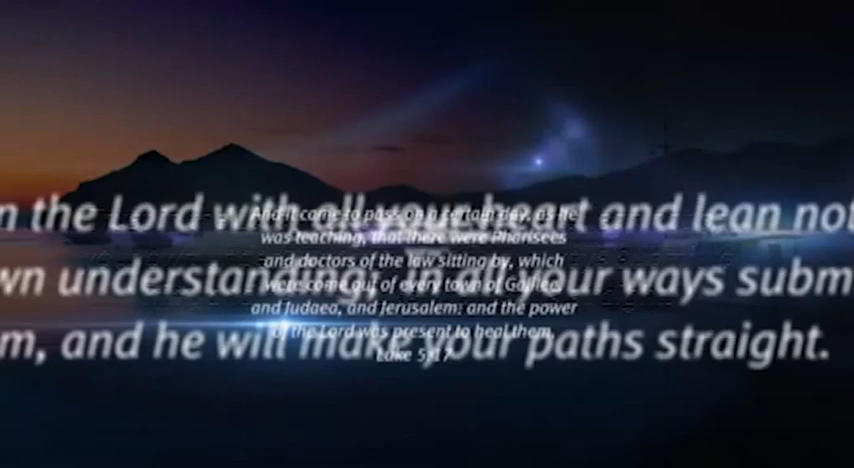 n the Lord with all your heart and lean not
wn understanding; in all your ways subm
m, and he will make your paths straight.
And it came to pass on a certain day, as he
was teaching, that there were Pharisees
and doctors of the law sitting by, which
were come out of every town of Galilee,
and Judaea, and Jerusalem: and the power
of the Lord was present to heal them.
Luke 5:17